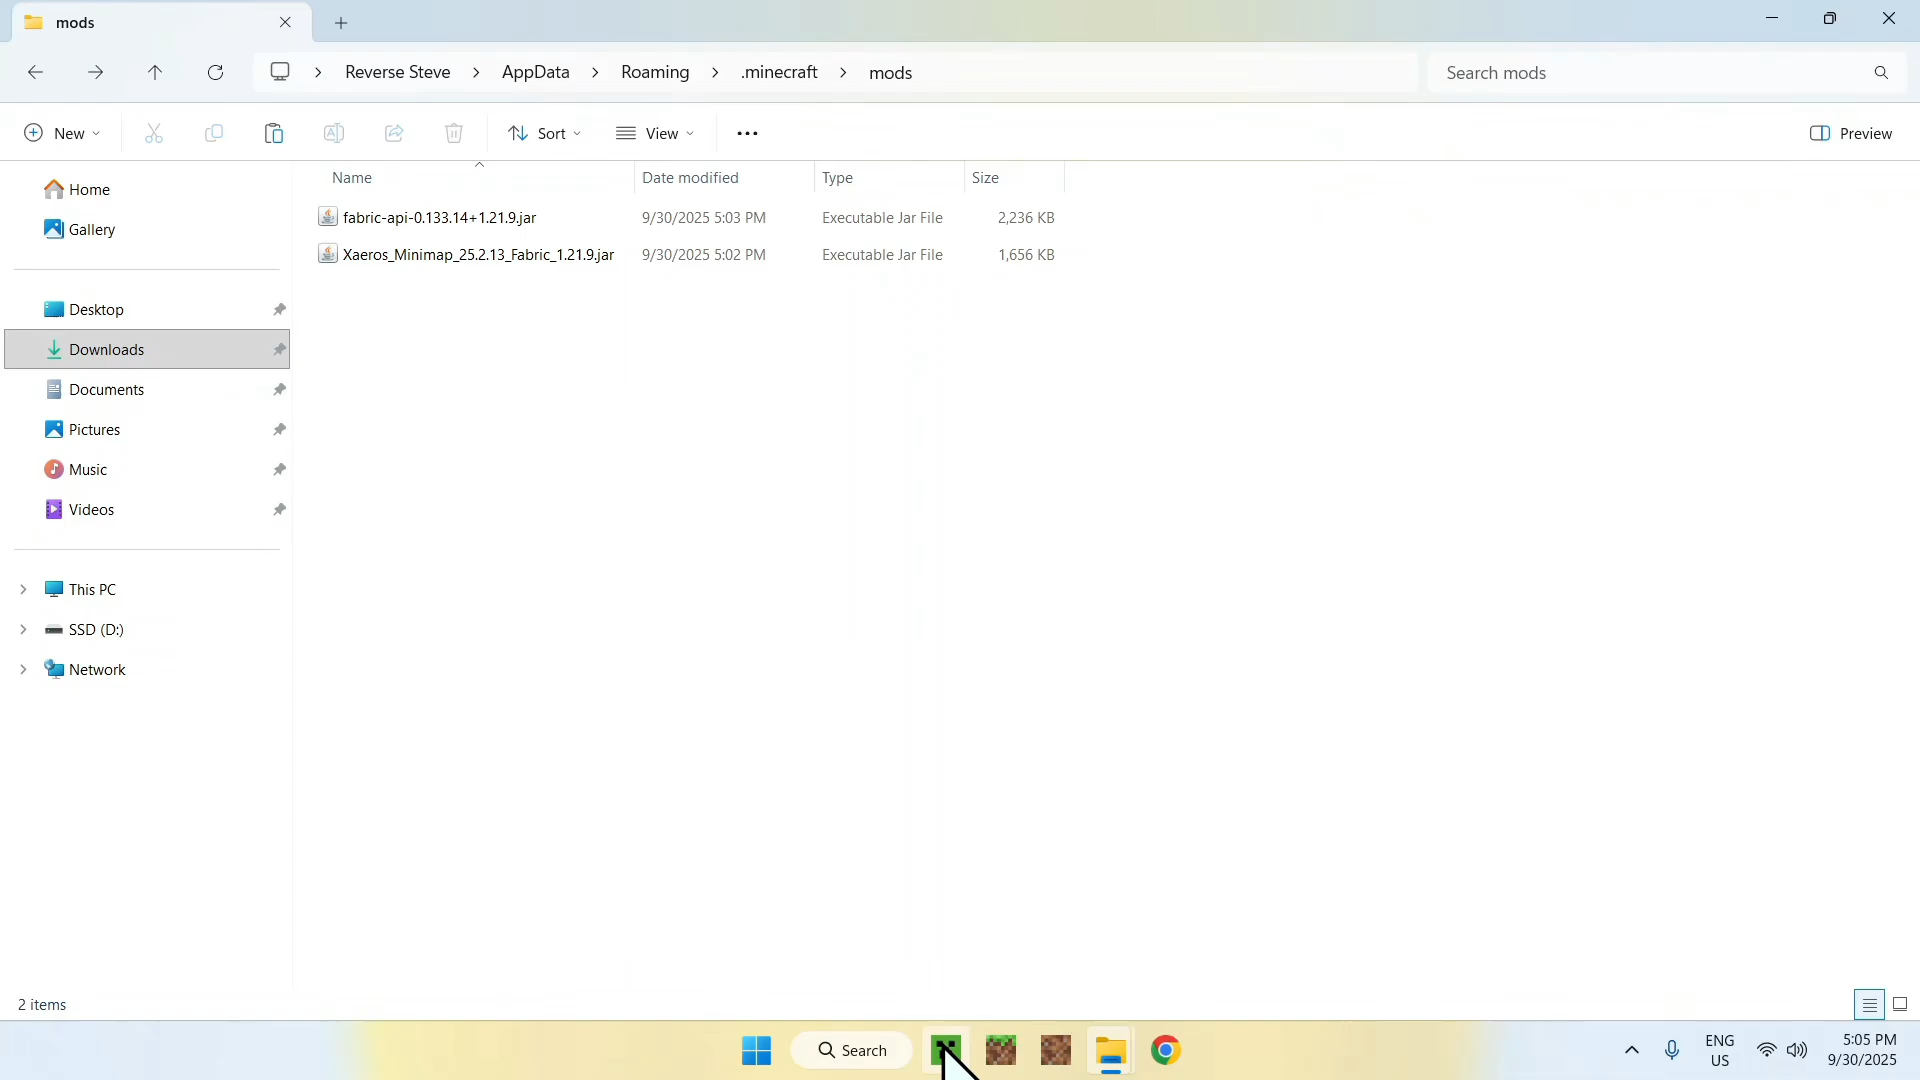 mods
Reverse Steve AppData Roaming .minecraft mods
Search mods
New
Sort
View
Preview
Name Date modified Type Size
fabric-api-0.133.14+1.21.9.jar 9/30/2025 5:03 PM Executable Jar File 2,236 KB
Xaeros_Minimap_25.2.13_Fabric_1.21.9.jar 9/30/2025 5:02 PM Executable Jar File 1,656 KB
Home
Gallery
Desktop
Downloads
Documents
Pictures
Music
Videos
This PC
SSD (D:)
Network
2 items
Search
ENG
US
5:05 PM
9/30/2025